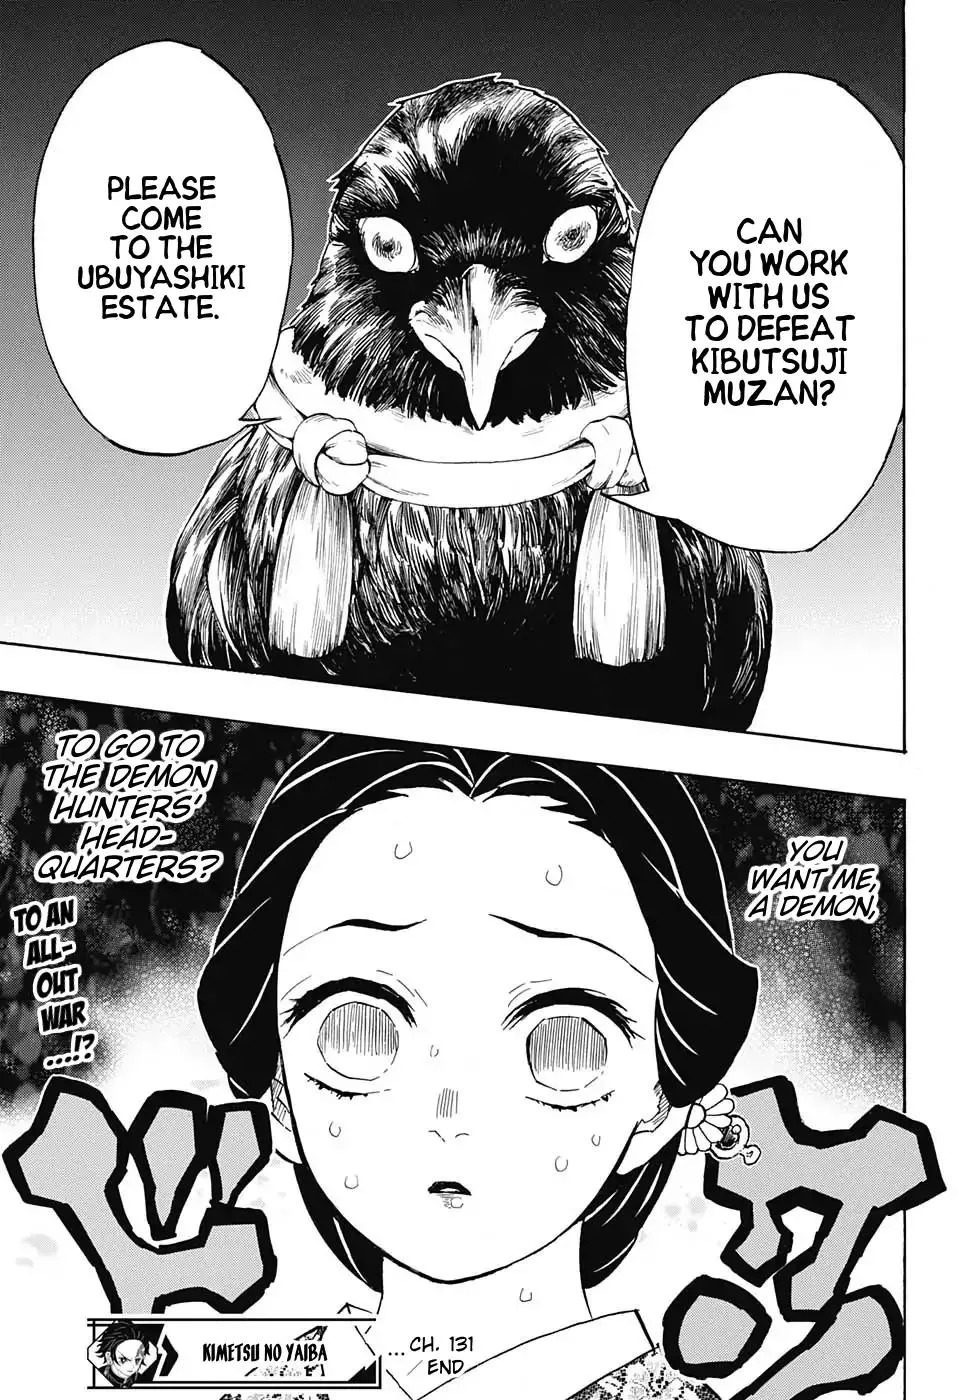 CAN
YOU WORK
WITH US
TO DEFEAT
KIBUTSUJI
MUZAN?
PLEASE
COME
TO THE
UBUYASHIKI
ESTATE.
YOU
WANT ME,
A DEMON,
TO GO TO
THE DEMON
HUNTERS'
HEAD-
QUARTERS?
TO AN
ALL-
OUT
WAR
....!?
KIMETSU NO YAIBA
... CH. 131
END